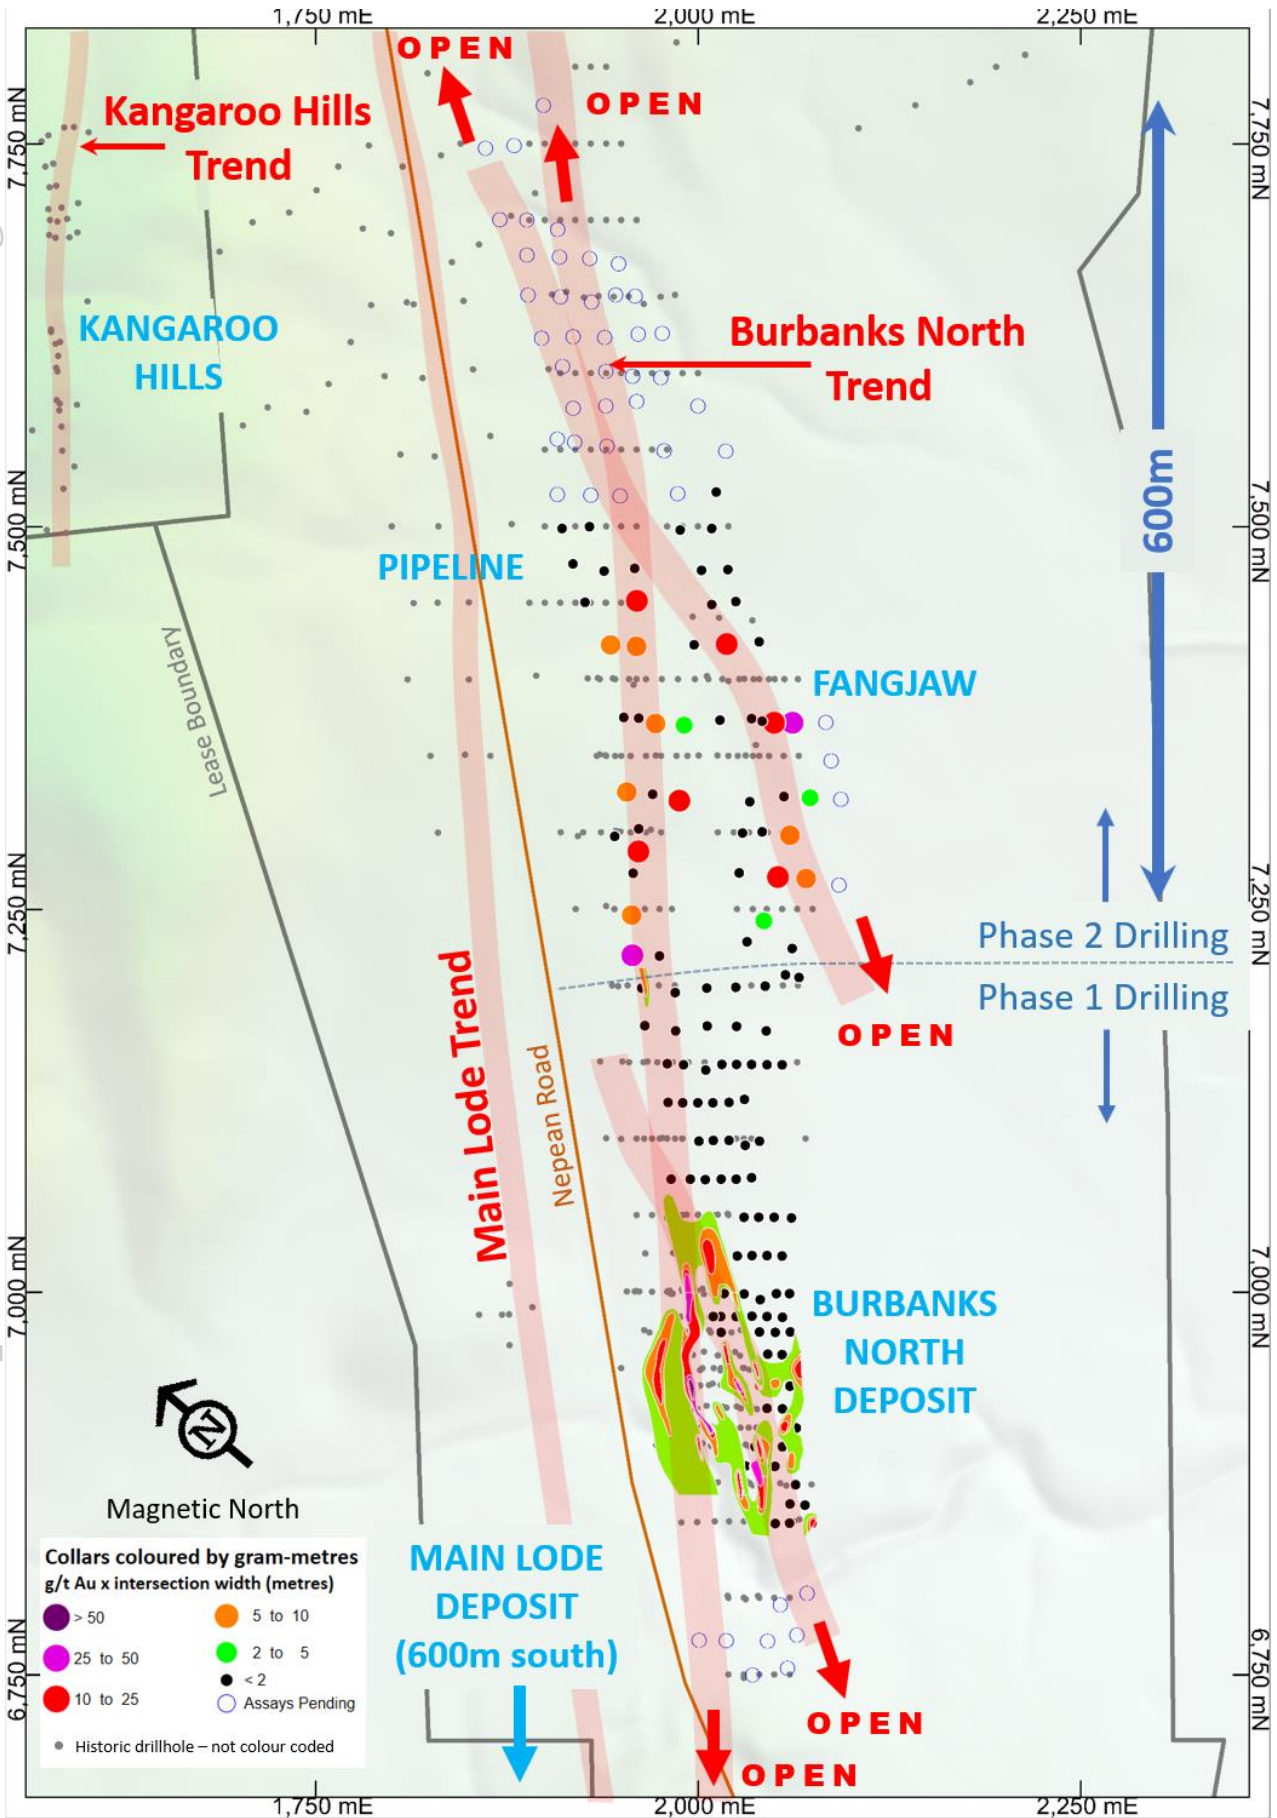 1,750 mE
2,000 mE
2,250 mE
OPEN
OPEN
Kangaroo Hills
Trend
7,750 mN
7,750 mN
KANGAROO
HILLS
Burbanks North
Trend
600m
7,500 mN
7,500 mN
PIPELINE
Lease Boundary
FANGJAW
7,250 mN
7,250 mN
Phase 2 Drilling
Phase 1 Drilling
OPEN
Main Lode Trend
Nepean Road
7,000 mN
7,000 mN
BURBANKS
NORTH
DEPOSIT
N
Magnetic North
Collars coloured by gram-metres
g/t Au x intersection width (metres)
> 50
25 to 50
10 to 25
5 to 10
2 to 5
< 2
Assays Pending
Historic drillhole – not colour coded
MAIN LODE
DEPOSIT
(600m south)
6,750 mN
6,750 mN
OPEN
OPEN
1,750 mE
2,000 mE
2,250 mE